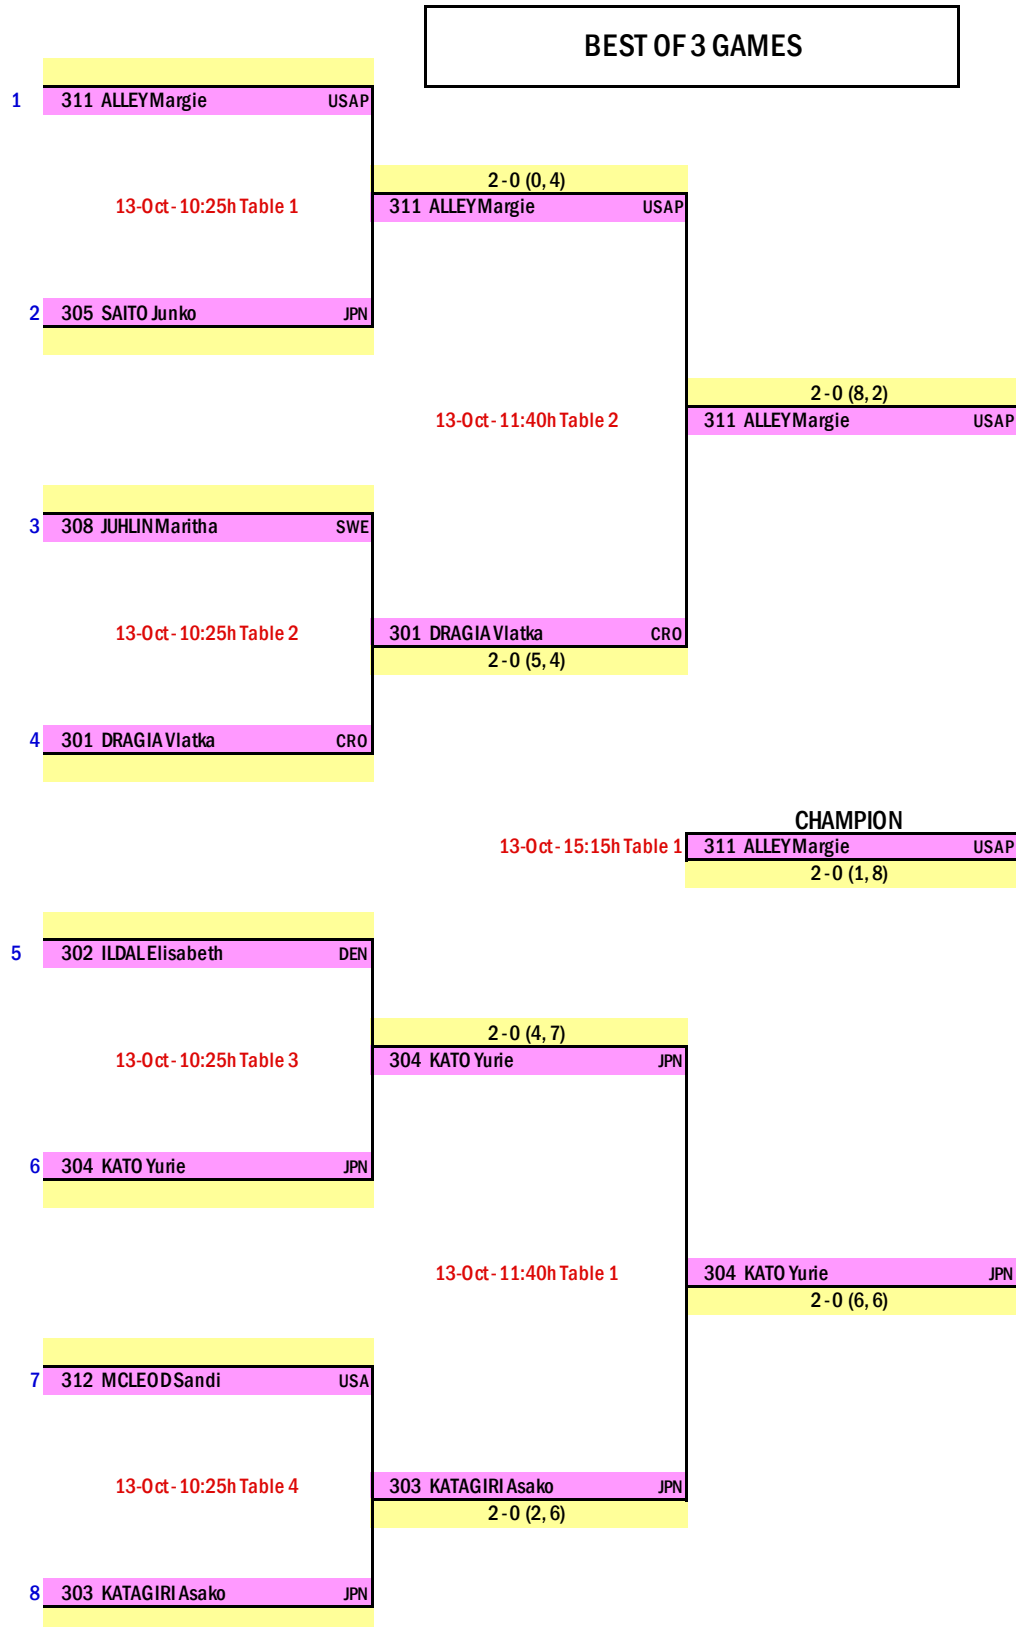 BEST OF 3 GAMES
1 311 ALLEY Margie USAP
2 - 0 (0, 4)
13-Oct - 10:25h Table 1 311 ALLEY Margie USAP
2 305 SAITO Junko JPN
2 - 0 (8, 2)
13-Oct - 11:40h Table 2 311 ALLEY Margie USAP
3 308 JUHLIN Maritha SWE
13-Oct - 10:25h Table 2 301 DRAGIA Vlatka CRO
2 - 0 (5, 4)
4 301 DRAGIA Vlatka CRO
CHAMPION
13-Oct - 15:15h Table 1 311 ALLEY Margie USAP
2 - 0 (1, 8)
5 302 ILDAL Elisabeth DEN
2 - 0 (4, 7)
13-Oct - 10:25h Table 3 304 KATO Yurie JPN
6 304 KATO Yurie JPN
13-Oct - 11:40h Table 1 304 KATO Yurie JPN
2 - 0 (6, 6)
7 312 MCLEOD Sandi USA
13-Oct - 10:25h Table 4 303 KATAGIRI Asako JPN
2 - 0 (2, 6)
8 303 KATAGIRI Asako JPN